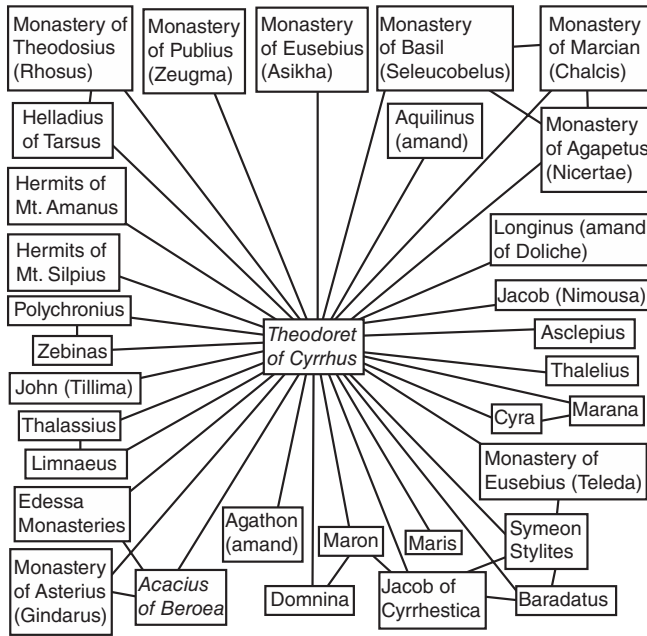 Monastery of
Theodosius
(Rhosus)
Monastery
of Publius
(Zeugma)
Monastery
of Eusebius
(Asikha)
Monastery
of Basil
(Seleucobelus)
Monastery
of Marcian
(Chalcis)
Helladius
of Tarsus
Aquilinus
(amand)
Monastery
of Agapetus
(Nicertae)
Hermits of
Mt. Amanus
Longinus (amand
of Doliche)
Hermits of
Mt. Silpius
Jacob (Nimousa)
Polychronius
Theodoret
of Cyrrhus
Asclepius
Zebinas
Thalelius
John (Tillima)
Cyra
Marana
Thalassius
Limnaeus
Monastery of
Eusebius (Teleda)
Edessa
Monasteries
Agathon
(amand)
Maron
Maris
Symeon
Stylites
Monastery
of Asterius
(Gindarus)
Acacius
of Beroea
Domnina
Jacob of
Cyrrhestica
Baradatus